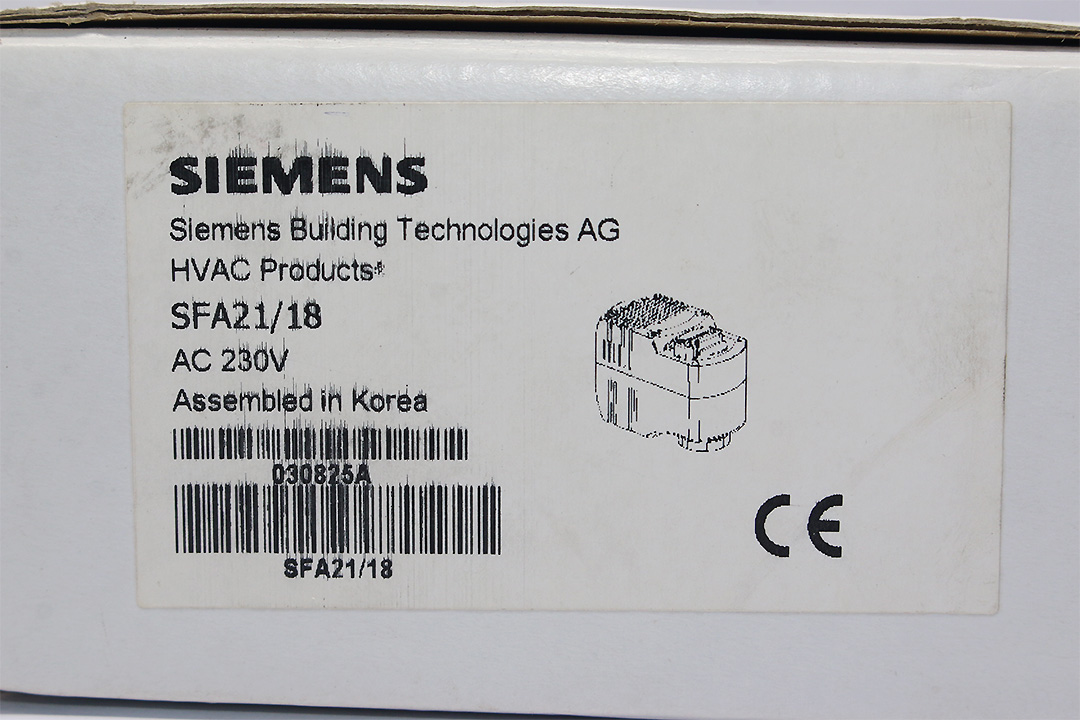 SIEMENS
Siemens Building Technologies AG
HVAC Products
SFA21/18
AC 230V
Assembled in Korea
030825A
SFA21/18
CE